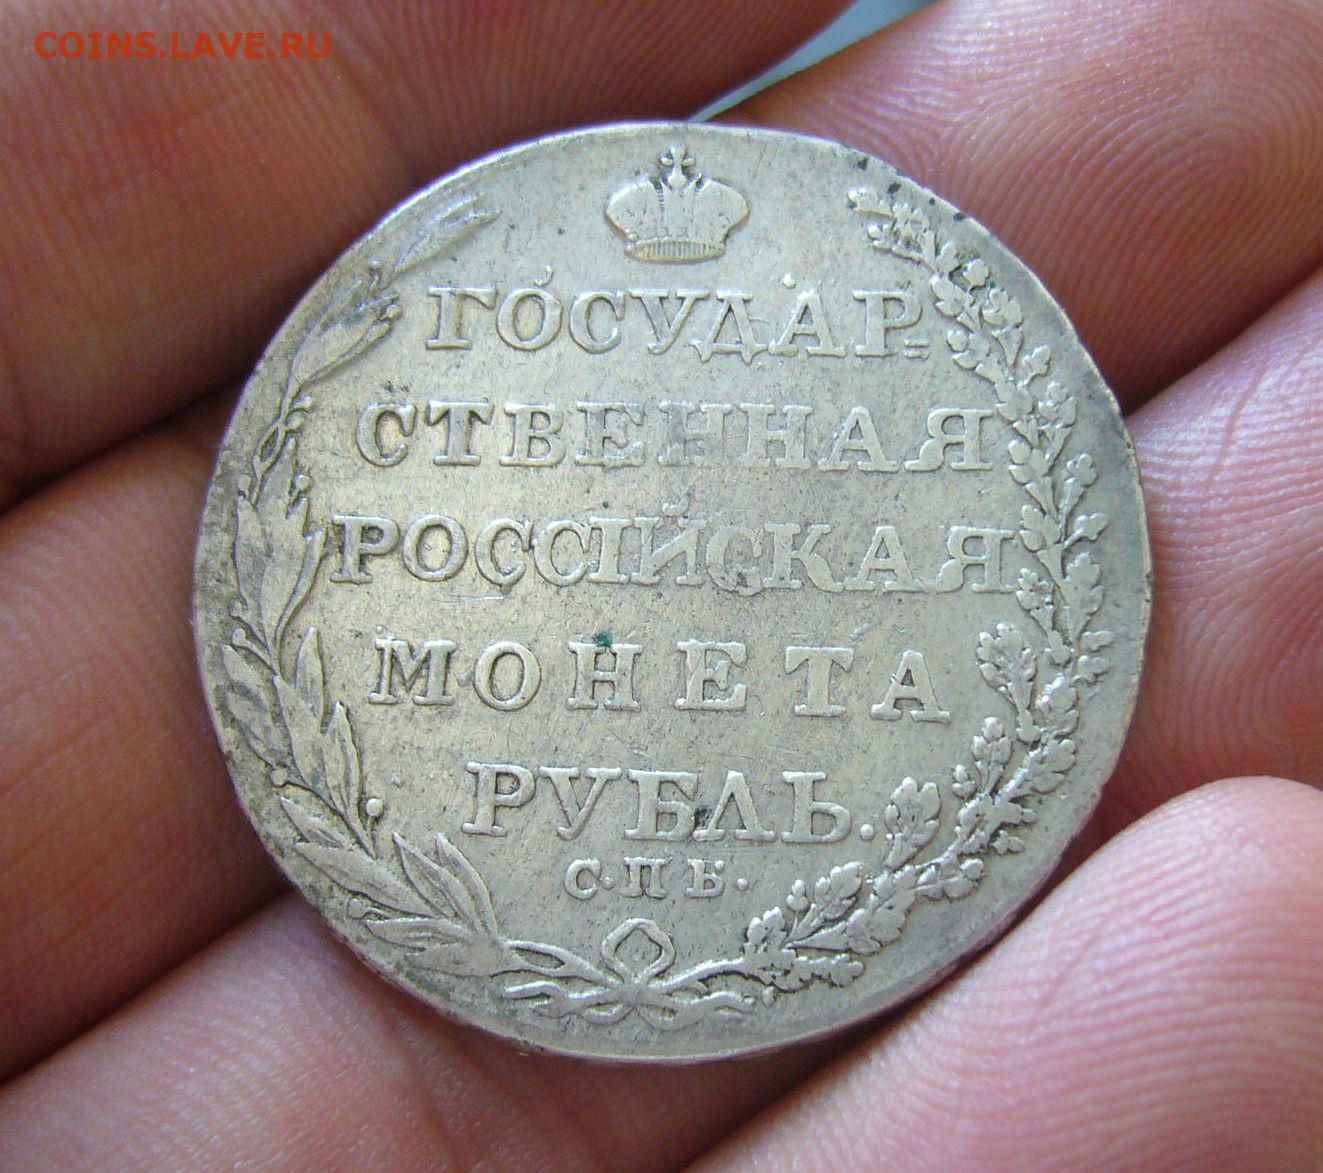 COINS.LAVE.RU
ГОСУДАР-
СТВЕННАЯ
РОССІЙСКАЯ
МОНЕТА
РУБЛЬ.
С·П Б·